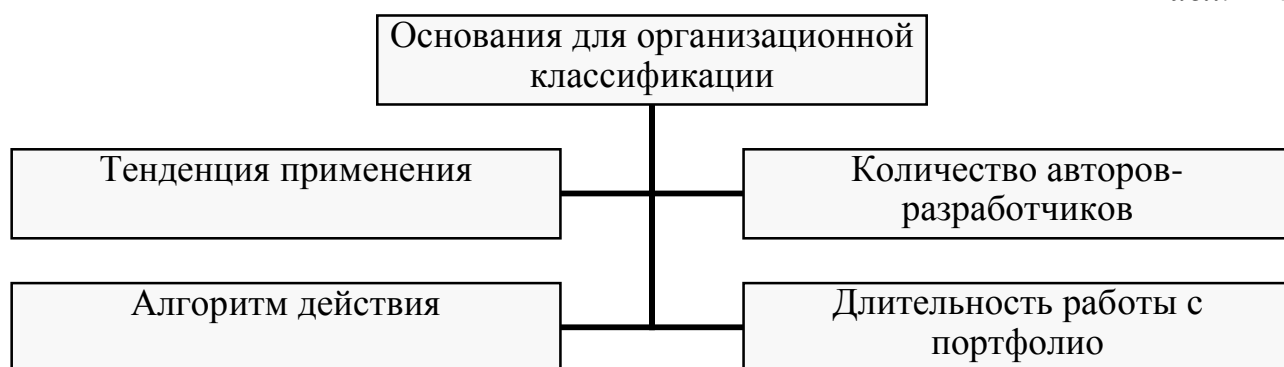 Основания для организационной
классификации
Тенденция применения
Количество авторов-
разработчиков
Алгоритм действия
Длительность работы с
портфолио